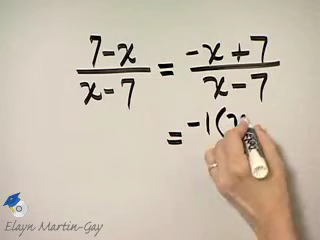 7-x / x-7 = -x+7 / x-7
= -1(x
Elayn Martin-Gay